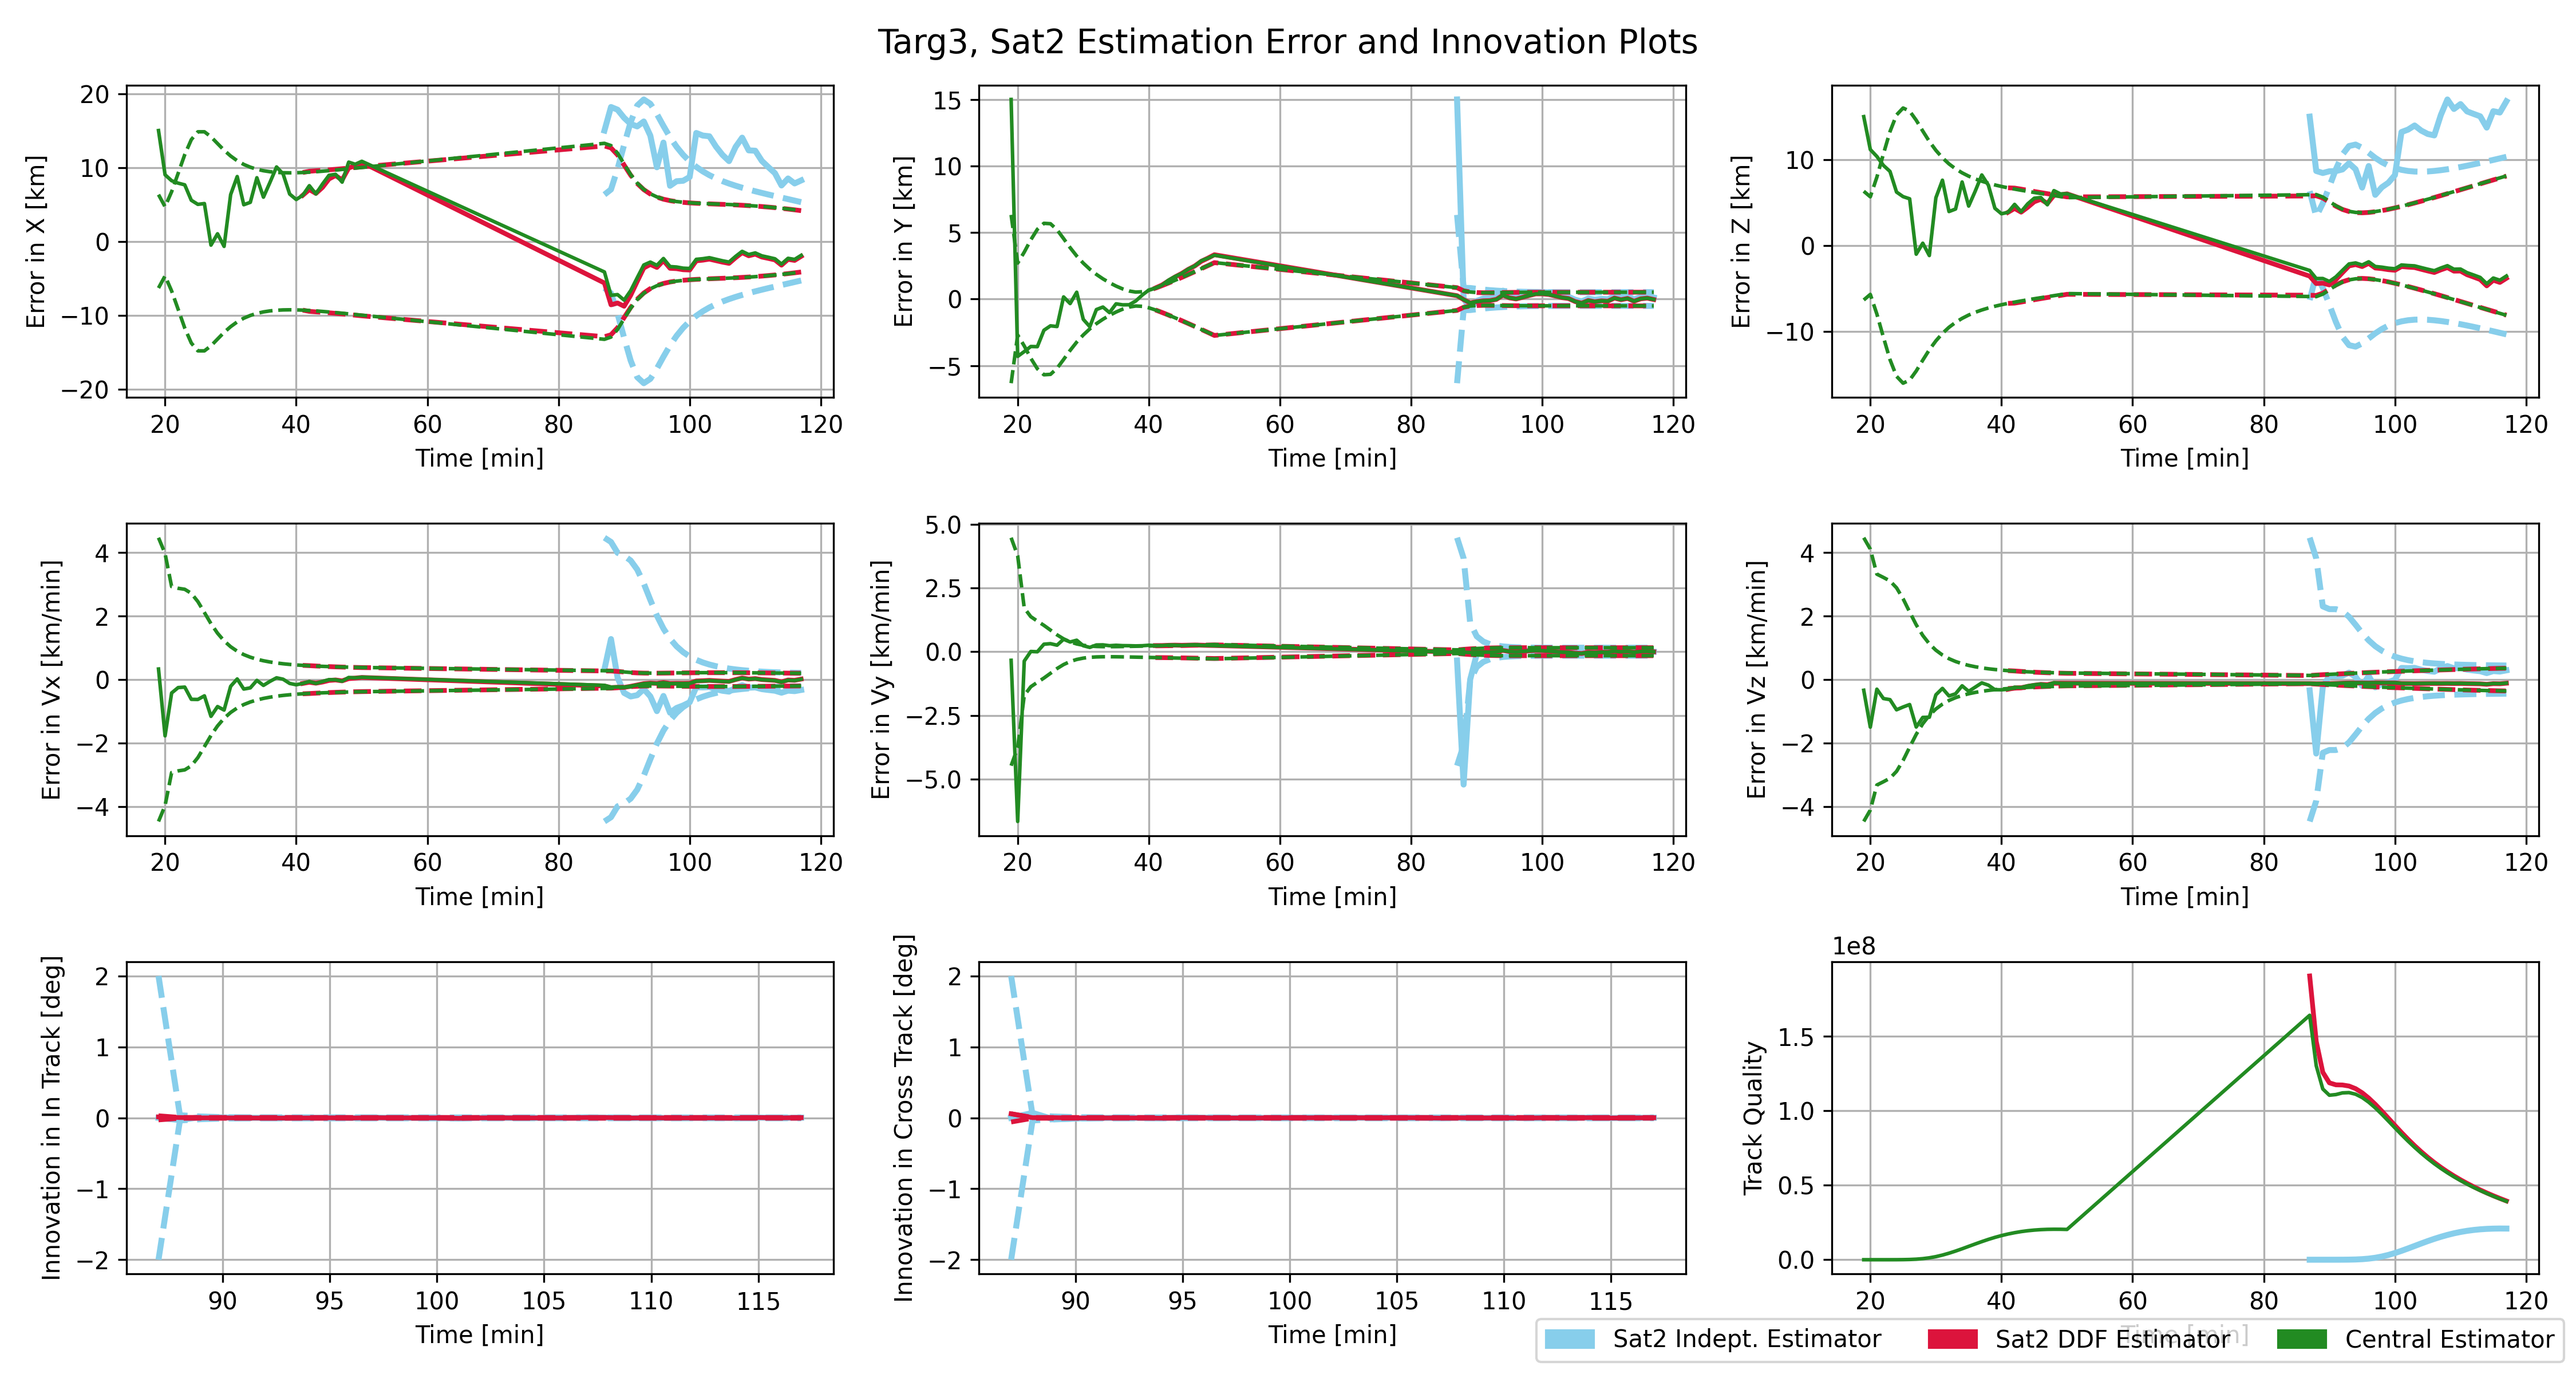 Targ3, Sat2 Estimation Error and Innovation Plots
Error in X [km]
20
10
0
−10
−20
20 40 60 80 100 120
Time [min]
Error in Y [km]
15
10
5
0
−5
20 40 60 80 100 120
Time [min]
Error in Z [km]
10
0
−10
20 40 60 80 100 120
Time [min]
Error in Vx [km/min]
4
2
0
−2
−4
20 40 60 80 100 120
Time [min]
Error in Vy [km/min]
5.0
2.5
0.0
−2.5
−5.0
20 40 60 80 100 120
Time [min]
Error in Vz [km/min]
4
2
0
−2
−4
20 40 60 80 100 120
Time [min]
Innovation in In Track [deg]
2
1
0
−1
−2
90 95 100 105 110 115
Time [min]
Innovation in Cross Track [deg]
2
1
0
−1
−2
90 95 100 105 110 115
Time [min]
1e8
Track Quality
1.5
1.0
0.5
0.0
20 40 60 80 100 120
Time [min]
Sat2 Indept. Estimator Sat2 DDF Estimator Central Estimator